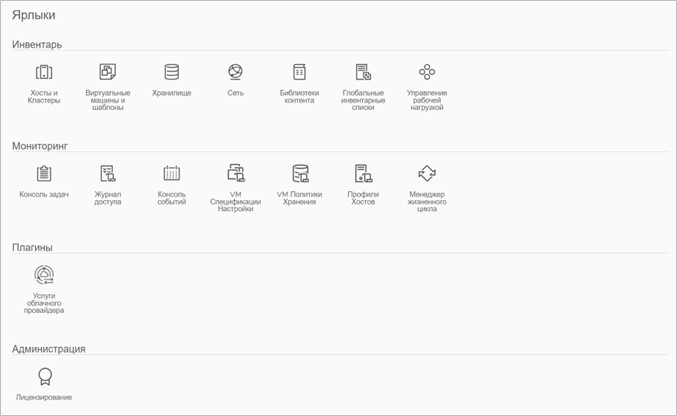 Ярлыки
Инвентарь
Хосты и
Кластеры
Виртуальные
машины и
шаблоны
Хранилище
Сеть
Библиотеки
контента
Глобальные
инвентарные
списки
Управление
рабочей
нагрузкой
Мониторинг
Консоль задач
Журнал
доступа
Консоль
событий
VM
Спецификации
Настройки
VM Политики
Хранения
Профили
Хостов
Менеджер
жизненного
цикла
Плагины
Услуги
облачного
провайдера
Администрация
Лицензирование